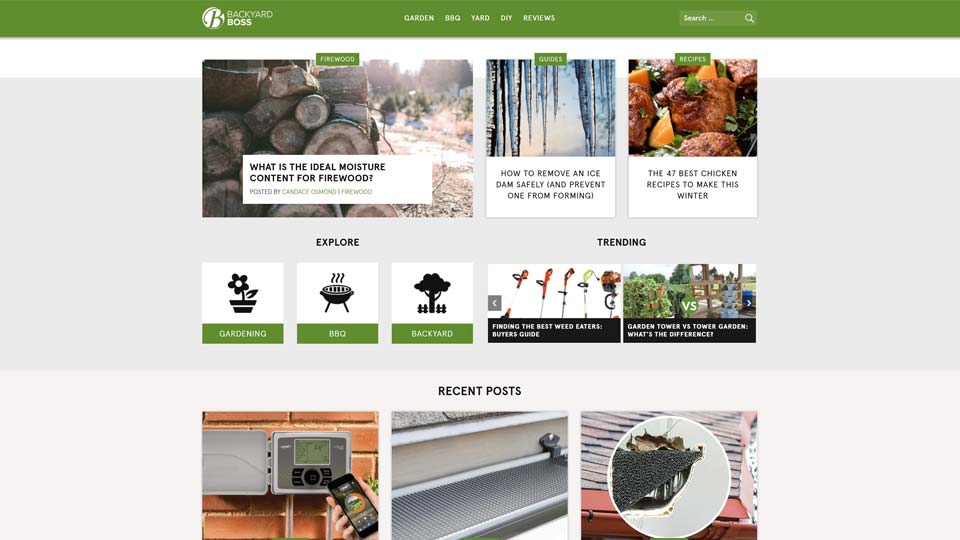 BACKYARD
BOSS
GARDEN BBQ YARD DIY REVIEWS
Search ...
FIREWOOD
WHAT IS THE IDEAL MOISTURE
CONTENT FOR FIREWOOD?
POSTED BY CANDACE OSMOND | FIREWOOD
GUIDES
HOW TO REMOVE AN ICE
DAM SAFELY (AND PREVENT
ONE FROM FORMING)
RECIPES
THE 47 BEST CHICKEN
RECIPES TO MAKE THIS
WINTER
EXPLORE
GARDENING
BBQ
BACKYARD
TRENDING
FINDING THE BEST WEED EATERS:
BUYERS GUIDE
VS
GARDEN TOWER VS TOWER GARDEN:
WHAT'S THE DIFFERENCE?
RECENT POSTS